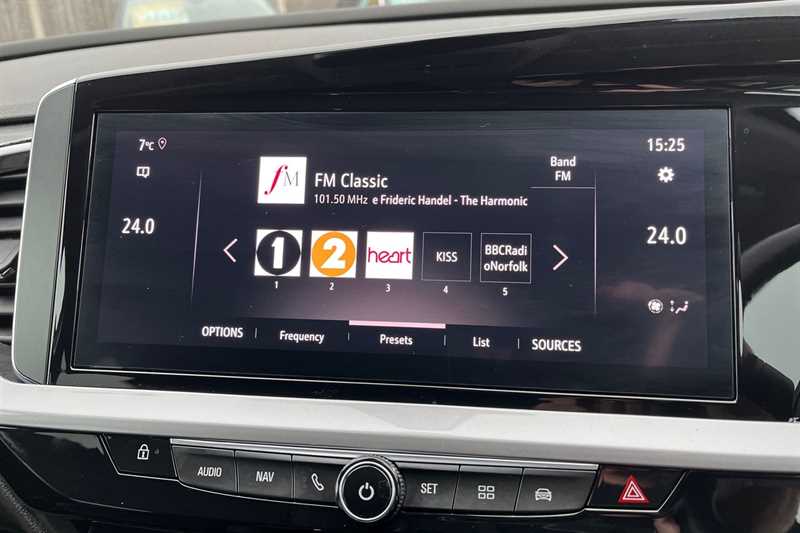 7°C
15:25
fM
FM Classic
Band
FM
101.50 MHz e Frideric Handel - The Harmonic
24.0
24.0
1
2
heart
KISS
BBCRadi
oNorfolk
1
2
3
4
5
OPTIONS
Frequency
Presets
List
SOURCES
AUDIO
NAV
SET